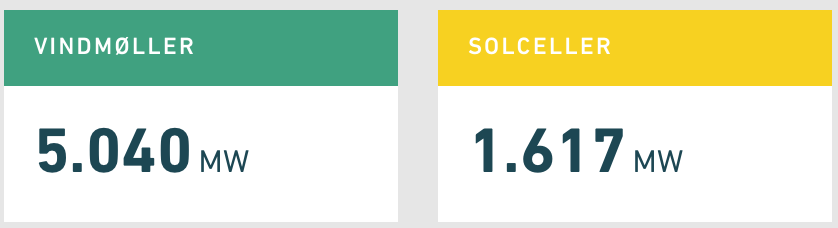 VINDMØLLER
5.040 MW
SOLCELLER
1.617 MW